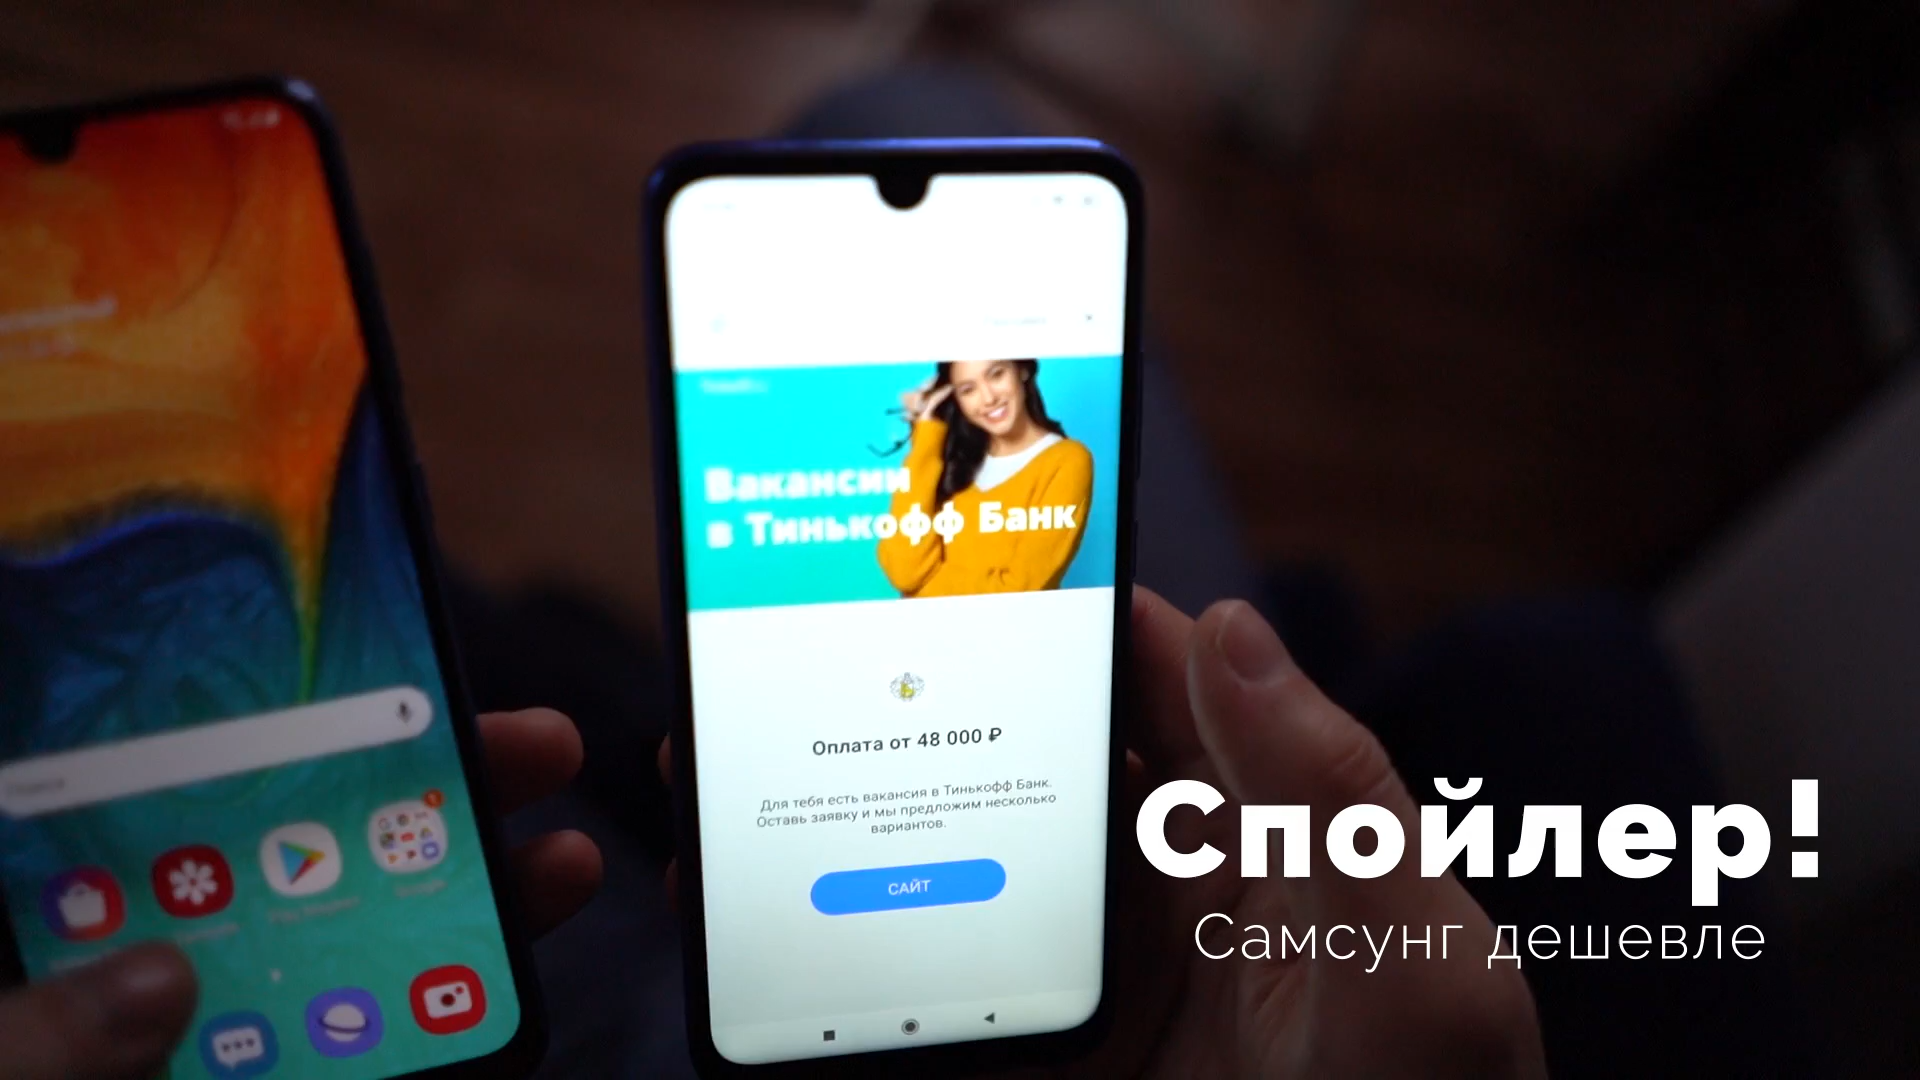 Вакансии
в Тинькофф Банк
Оплата от 48 000 ₽
Для тебя есть вакансия в Тинькофф Банк.
Оставь заявку и мы предложим несколько
вариантов.
САЙТ
Спойлер!
Самсунг дешевле